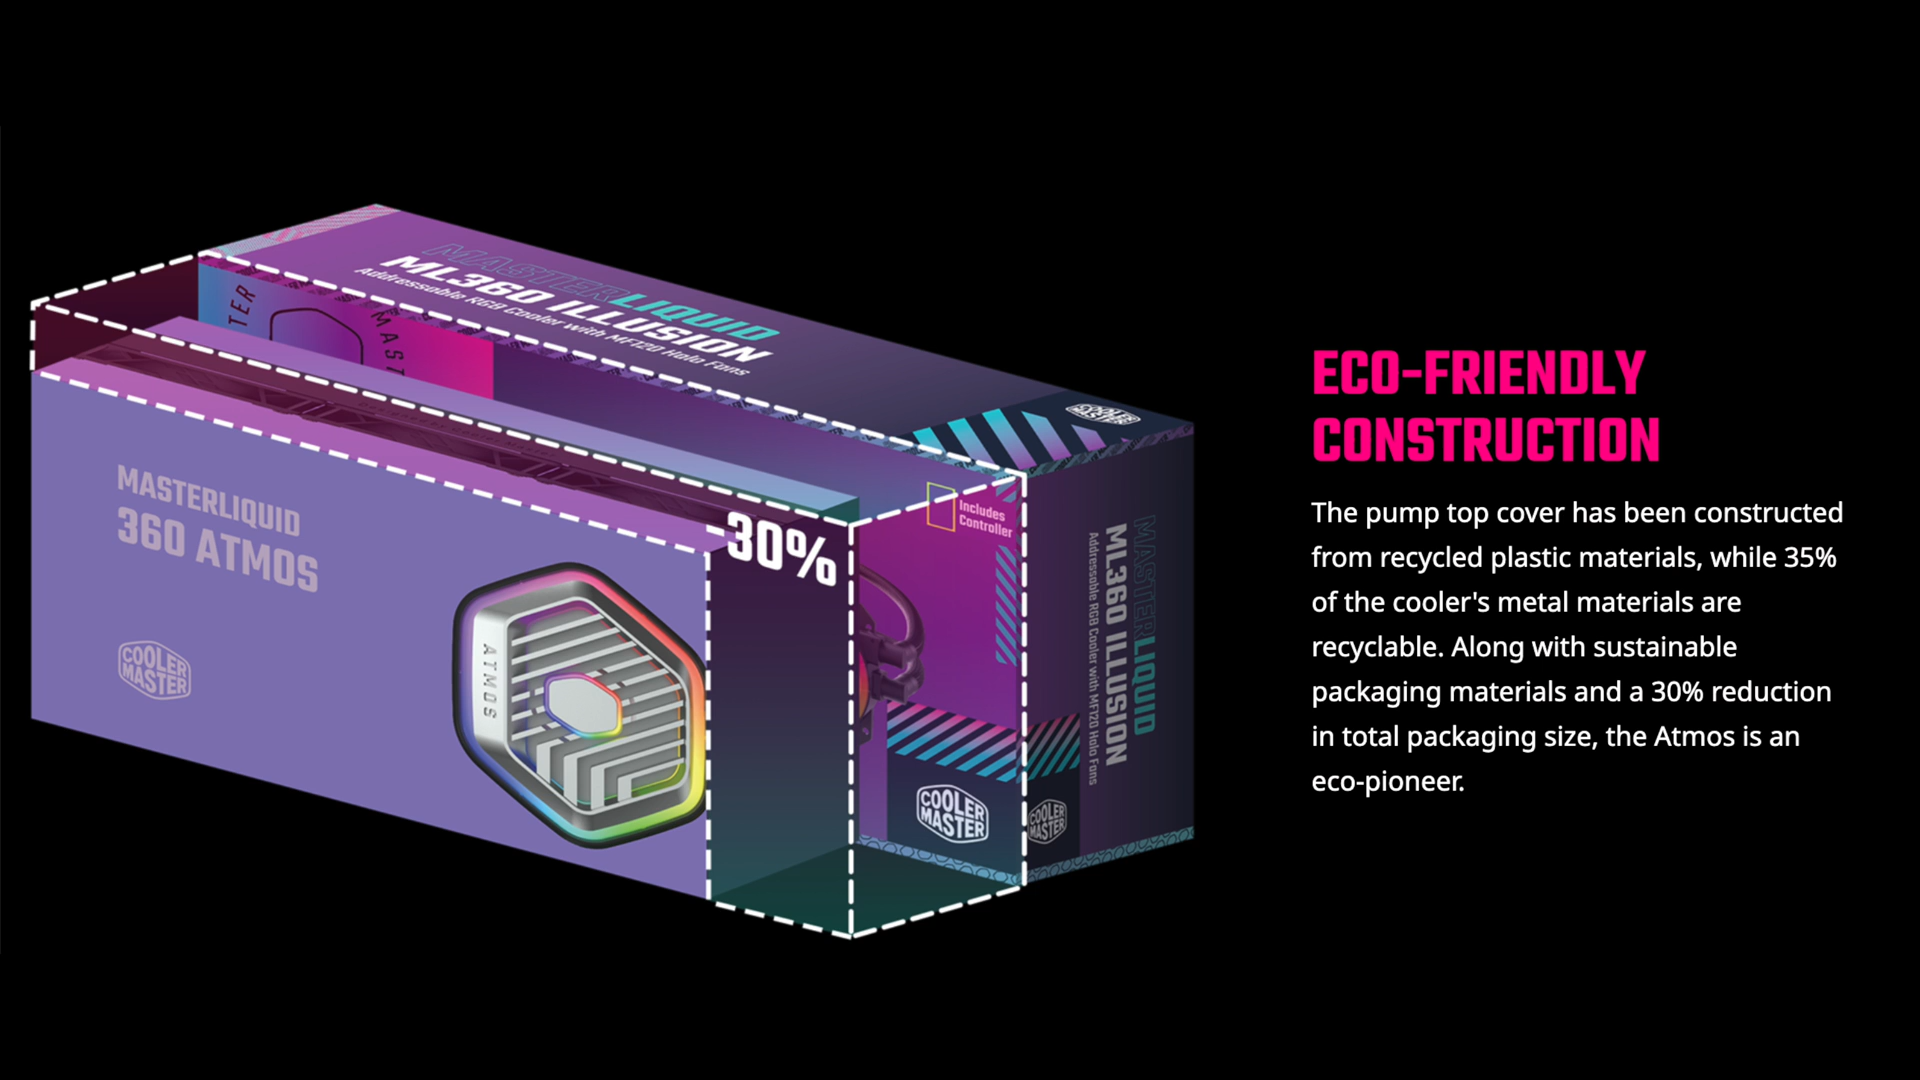 MASTERLIQUID
ML360 ILLUSION
Addressable RGB Cooler with MF120 Halo Fans
COOLER
MASTER
TER
MAST
MASTERLIQUID
360 ATMOS
COOLER
MASTER
ATMOS
30%
Includes
Controller
COOLER
MASTER
MASTERLIQUID
ML360 ILLUSION
Addressable RGB Cooler with MF120 Halo Fans
COOLER
MASTER
ECO-FRIENDLY
CONSTRUCTION
The pump top cover has been constructed
from recycled plastic materials, while 35%
of the cooler's metal materials are
recyclable. Along with sustainable
packaging materials and a 30% reduction
in total packaging size, the Atmos is an
eco-pioneer.